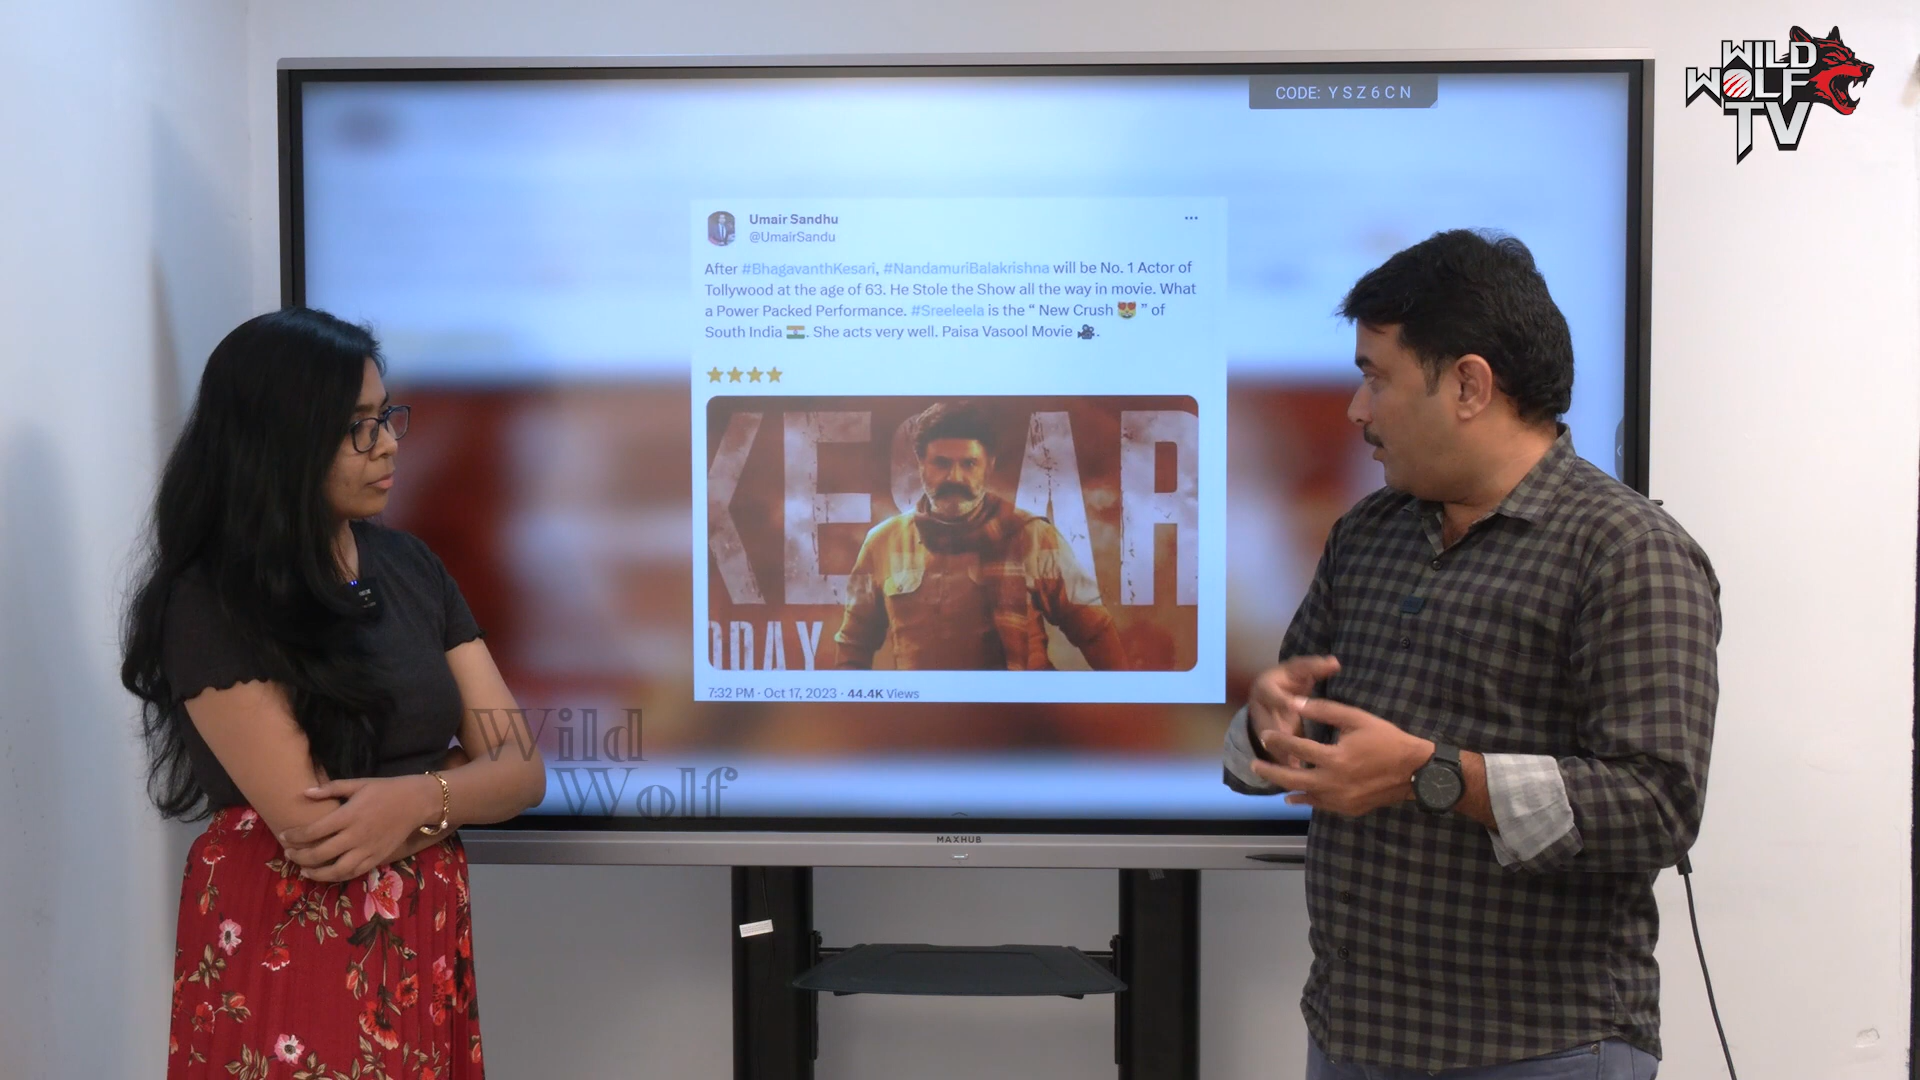 WILD
WOLF
TV
CODE: YSZ6CN
Umair Sandhu
@UmairSandu
After #BhagavanthKesari, #NandamuriBalakrishna will be No. 1 Actor of
Tollywood at the age of 63. He Stole the Show all the way in movie. What
a Power Packed Performance. #Sreeleela is the “ New Crush 😍 ” of
South India 🇮🇳. She acts very well. Paisa Vasool Movie 🎥.
⭐⭐⭐⭐
KESAR
ODAY
7:32 PM · Oct 17, 2023 · 44.4K Views
Wild
Wolf
MAXHUB